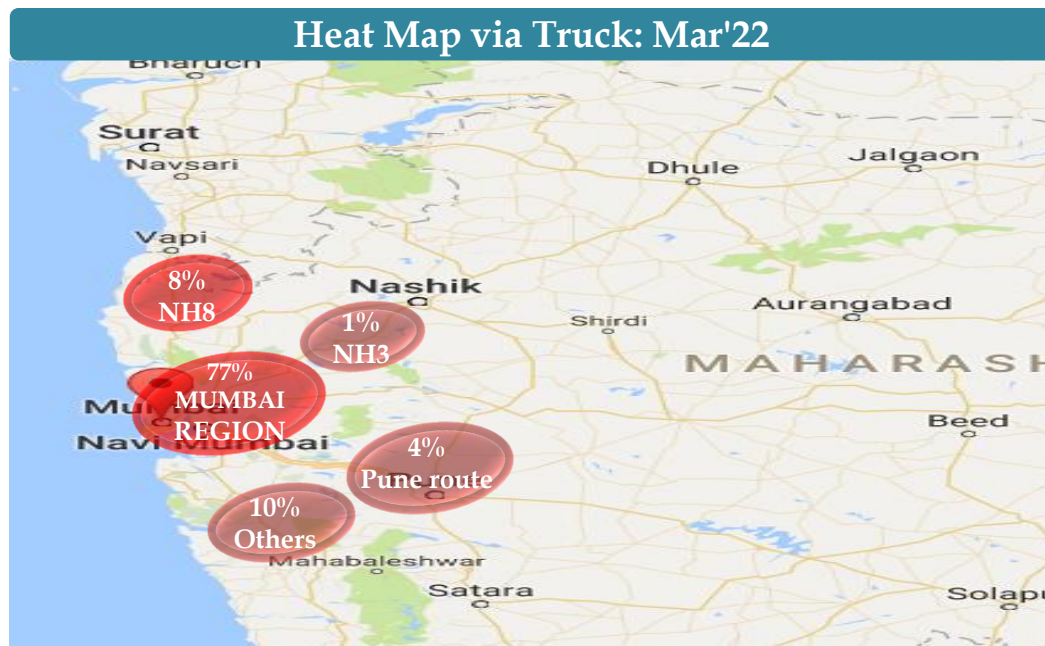 Heat Map via Truck: Mar'22
Bharuch
Surat
Navsari
Dhule
Jalgaon
Vapi
8%
NH8
Nashik
Aurangabad
1%
NH3
Shirdi
MAHARASH
77%
MUMBAI
REGION
Mumbai
Navi Mumbai
Beed
4%
Pune route
10%
Others
Mahabaleshwar
Satara
Solapu